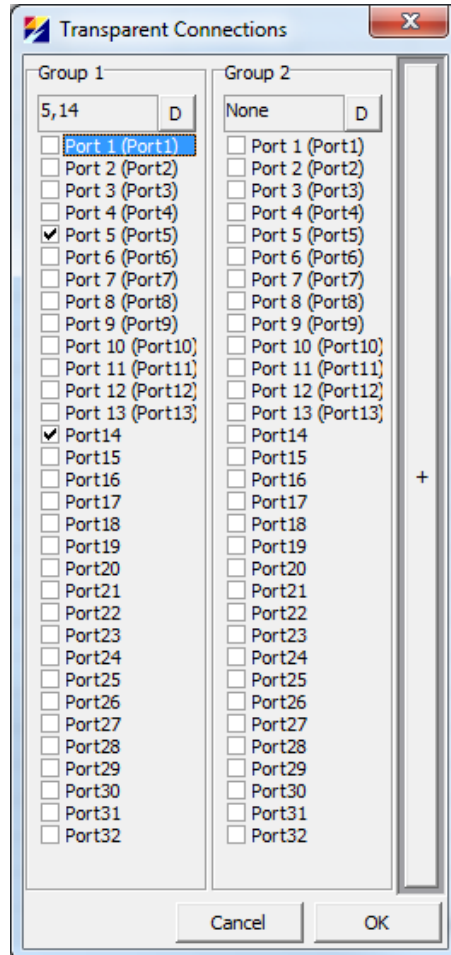 Transparent Connections
X
Group 1
5,14
D
Port 1 (Port1)
Port 2 (Port2)
Port 3 (Port3)
Port 4 (Port4)
Port 5 (Port5)
Port 6 (Port6)
Port 7 (Port7)
Port 8 (Port8)
Port 9 (Port9)
Port 10 (Port10)
Port 11 (Port11)
Port 12 (Port12)
Port 13 (Port13)
Port14
Port15
Port16
Port17
Port18
Port19
Port20
Port21
Port22
Port23
Port24
Port25
Port26
Port27
Port28
Port29
Port30
Port31
Port32
Group 2
None
D
Port 1 (Port1)
Port 2 (Port2)
Port 3 (Port3)
Port 4 (Port4)
Port 5 (Port5)
Port 6 (Port6)
Port 7 (Port7)
Port 8 (Port8)
Port 9 (Port9)
Port 10 (Port10)
Port 11 (Port11)
Port 12 (Port12)
Port 13 (Port13)
Port14
Port15
Port16
Port17
Port18
Port19
Port20
Port21
Port22
Port23
Port24
Port25
Port26
Port27
Port28
Port29
Port30
Port31
Port32
+
Cancel
OK